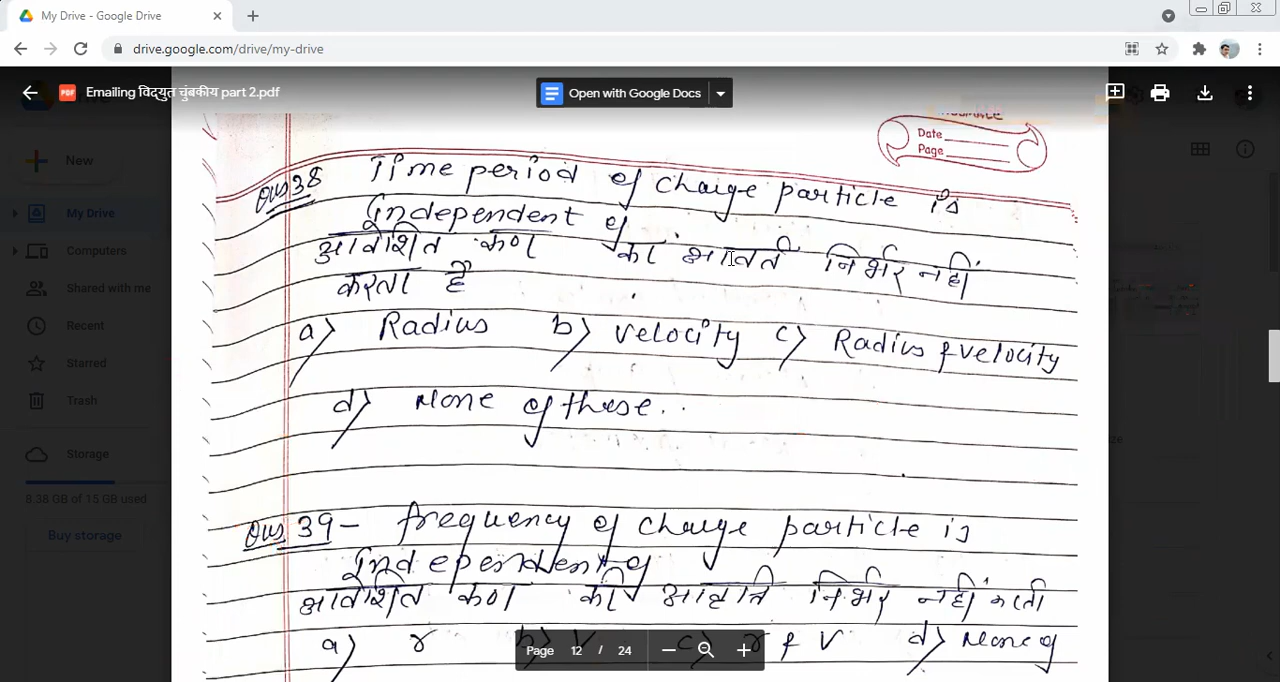 My Drive - Google Drive
drive.google.com/drive/my-drive
Emailing विद्युत चुंबकीय part 2.pdf
Open with Google Docs
New
My Drive
Computers
Shared with me
Recent
Starred
Trash
Storage
8.38 GB of 15 GB used
Buy storage
Date
Page
Ques 38 Time period of charge particle is
Independent of
आवेशित कण का आवर्त निर्भर नहीं
करता है
a) Radius b) velocity c) Radius & velocity
d) None of these..
Ques 39 - frequency of charge particle is
Independent of
आवेशित कण की आवृति निर्भर नहीं करती
a) r b) V c) r & V d) None of
Page 12 / 24